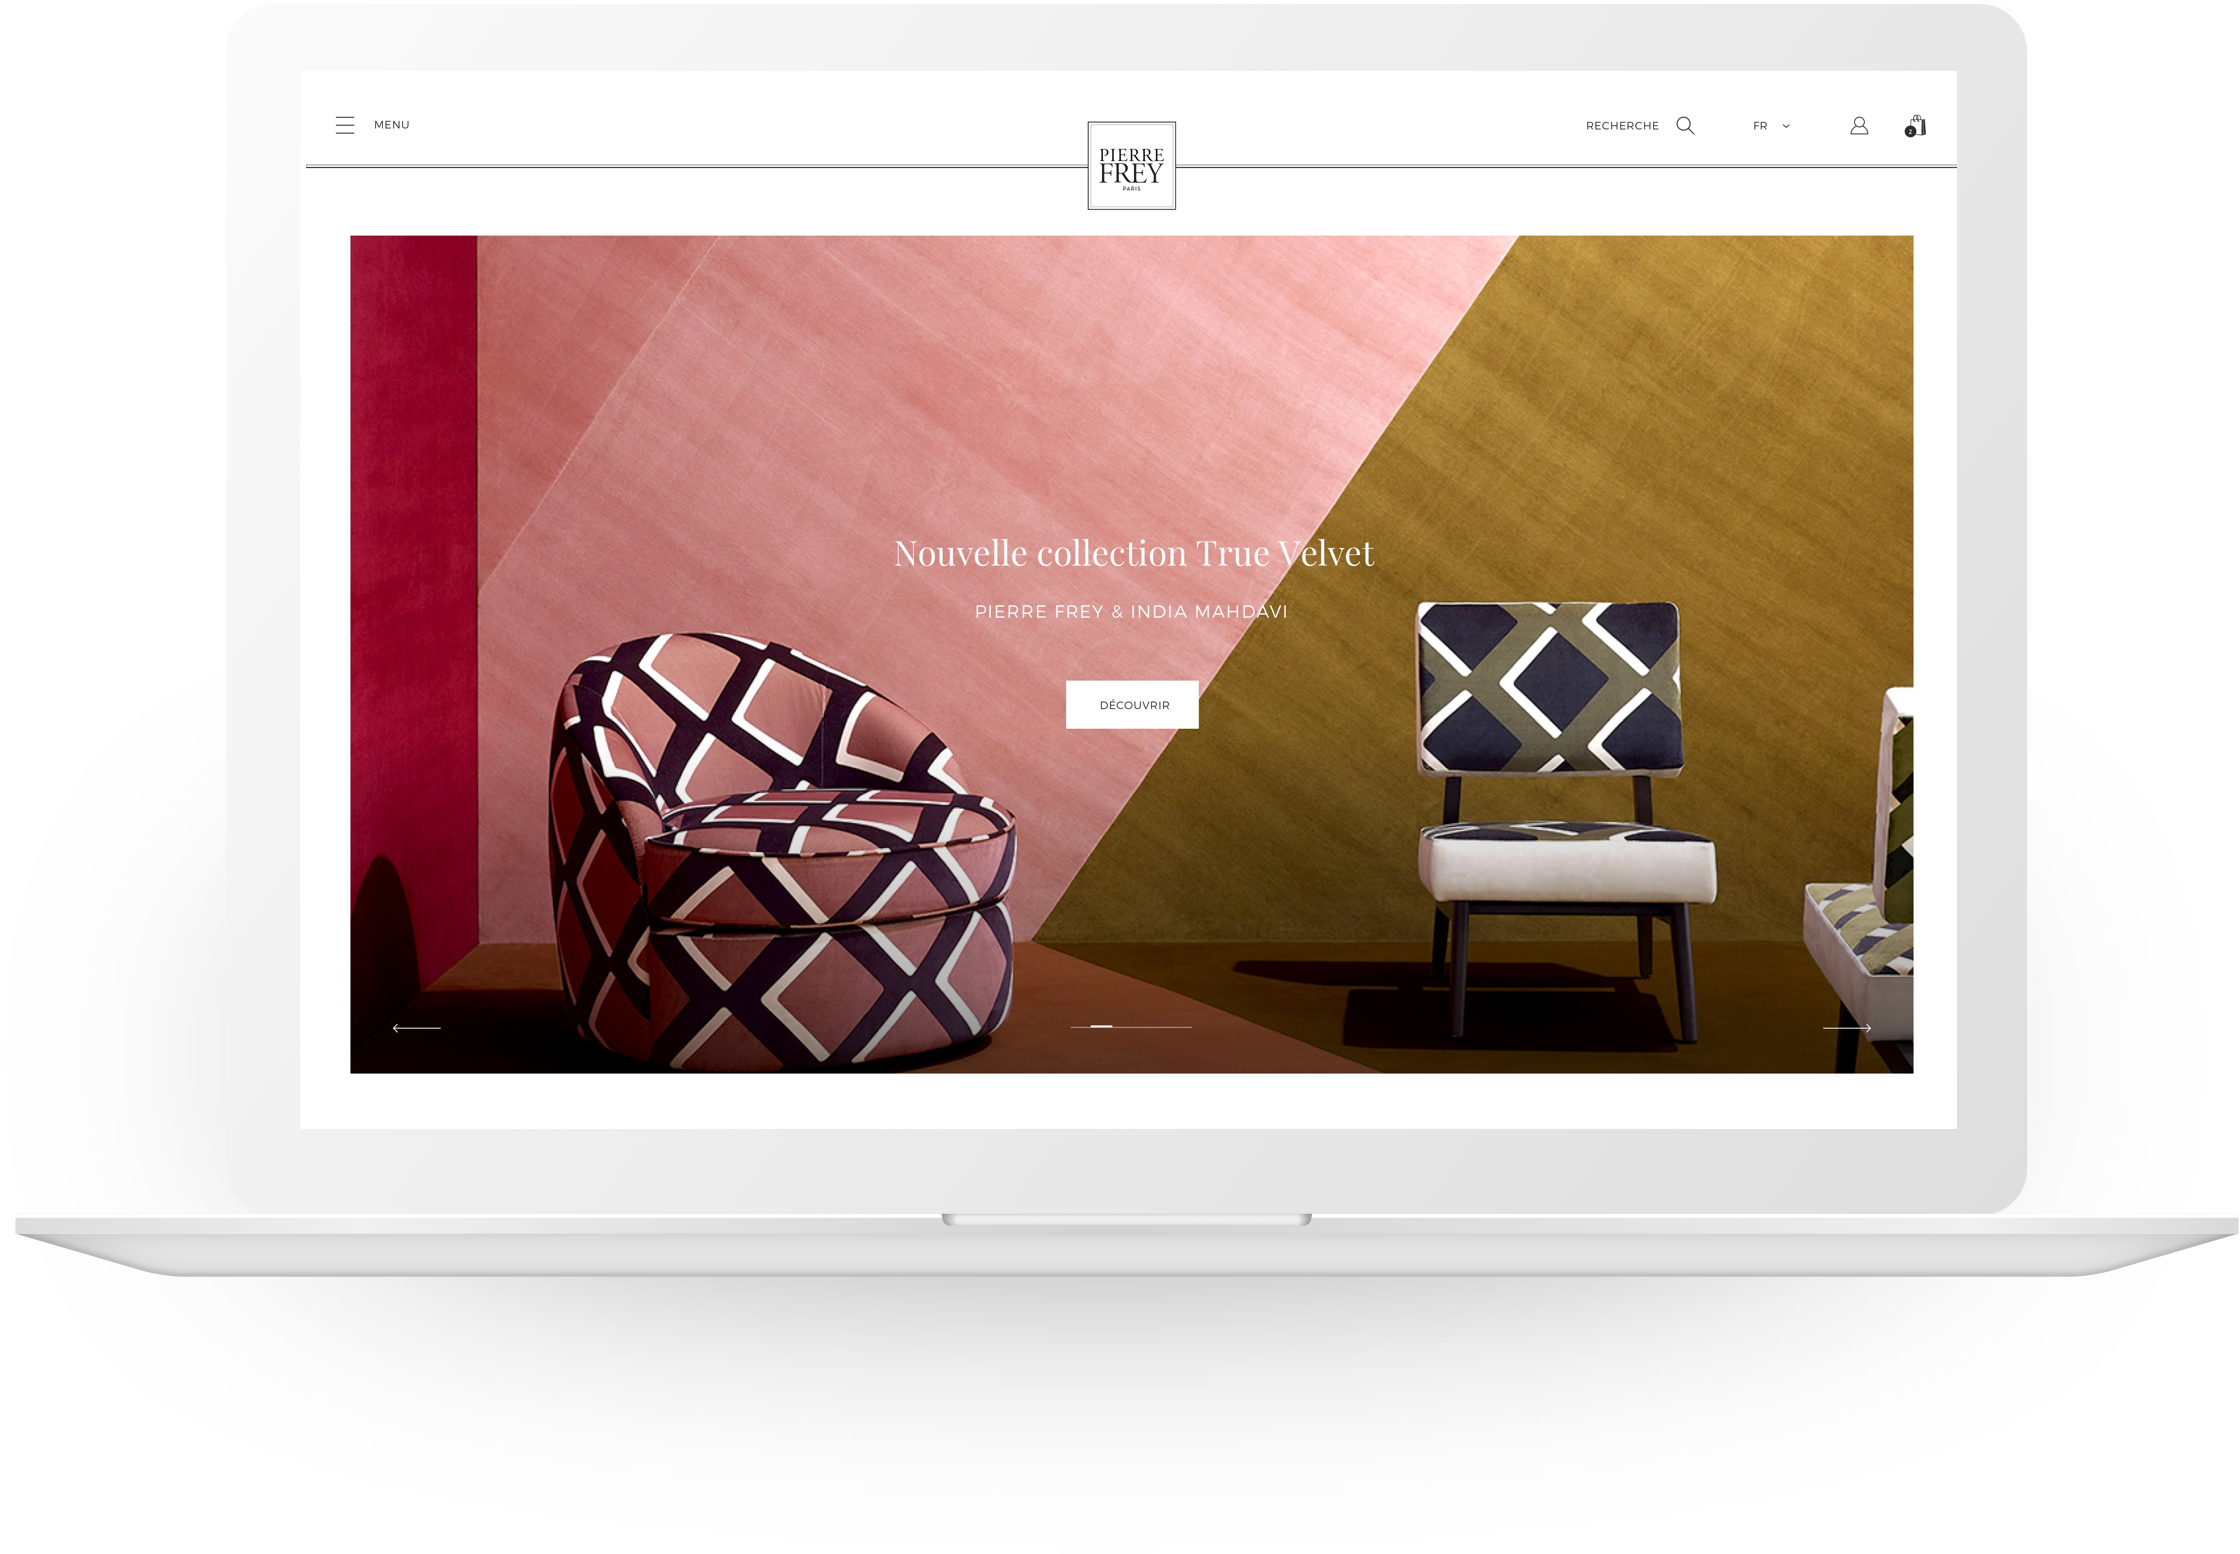 MENU
RECHERCHE
FR
2
PIERRE
FREY
PARIS
Nouvelle collection True Velvet
PIERRE FREY & INDIA MAHDAVI
DÉCOUVRIR